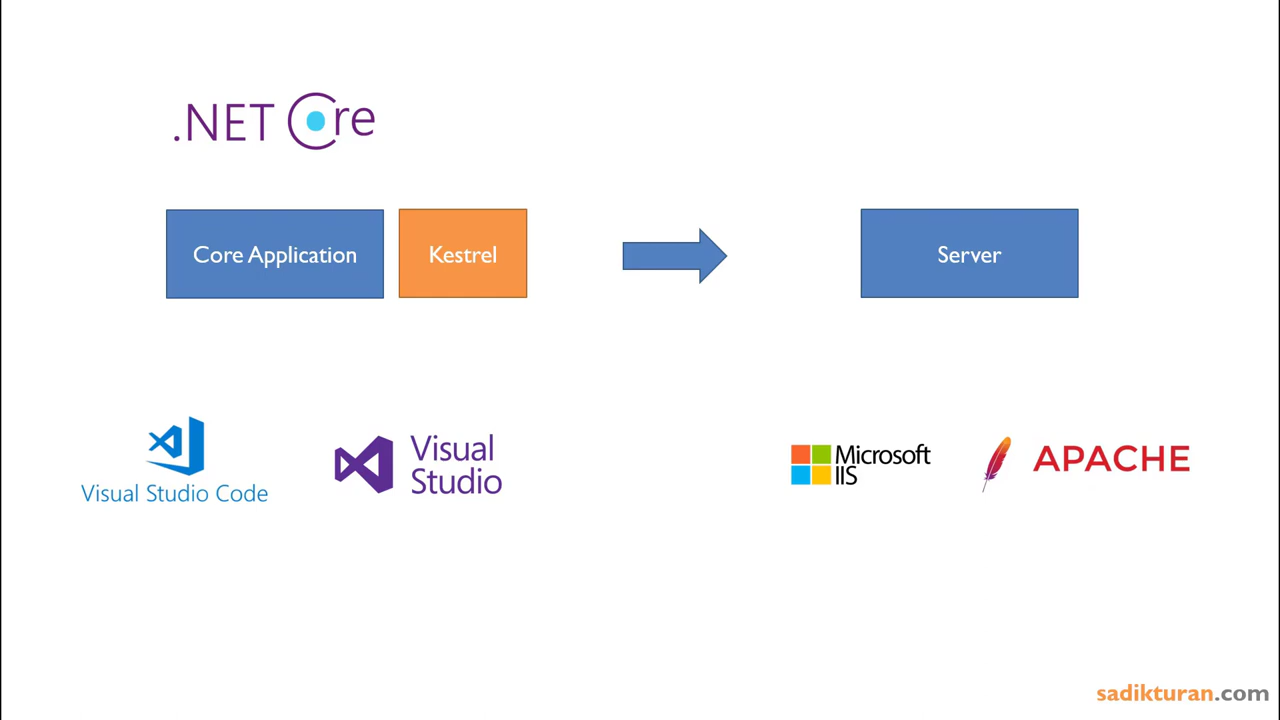 .NET Core
Core Application
Kestrel
Server
Visual Studio Code
Visual
Studio
Microsoft
IIS
APACHE
sadikturan.com